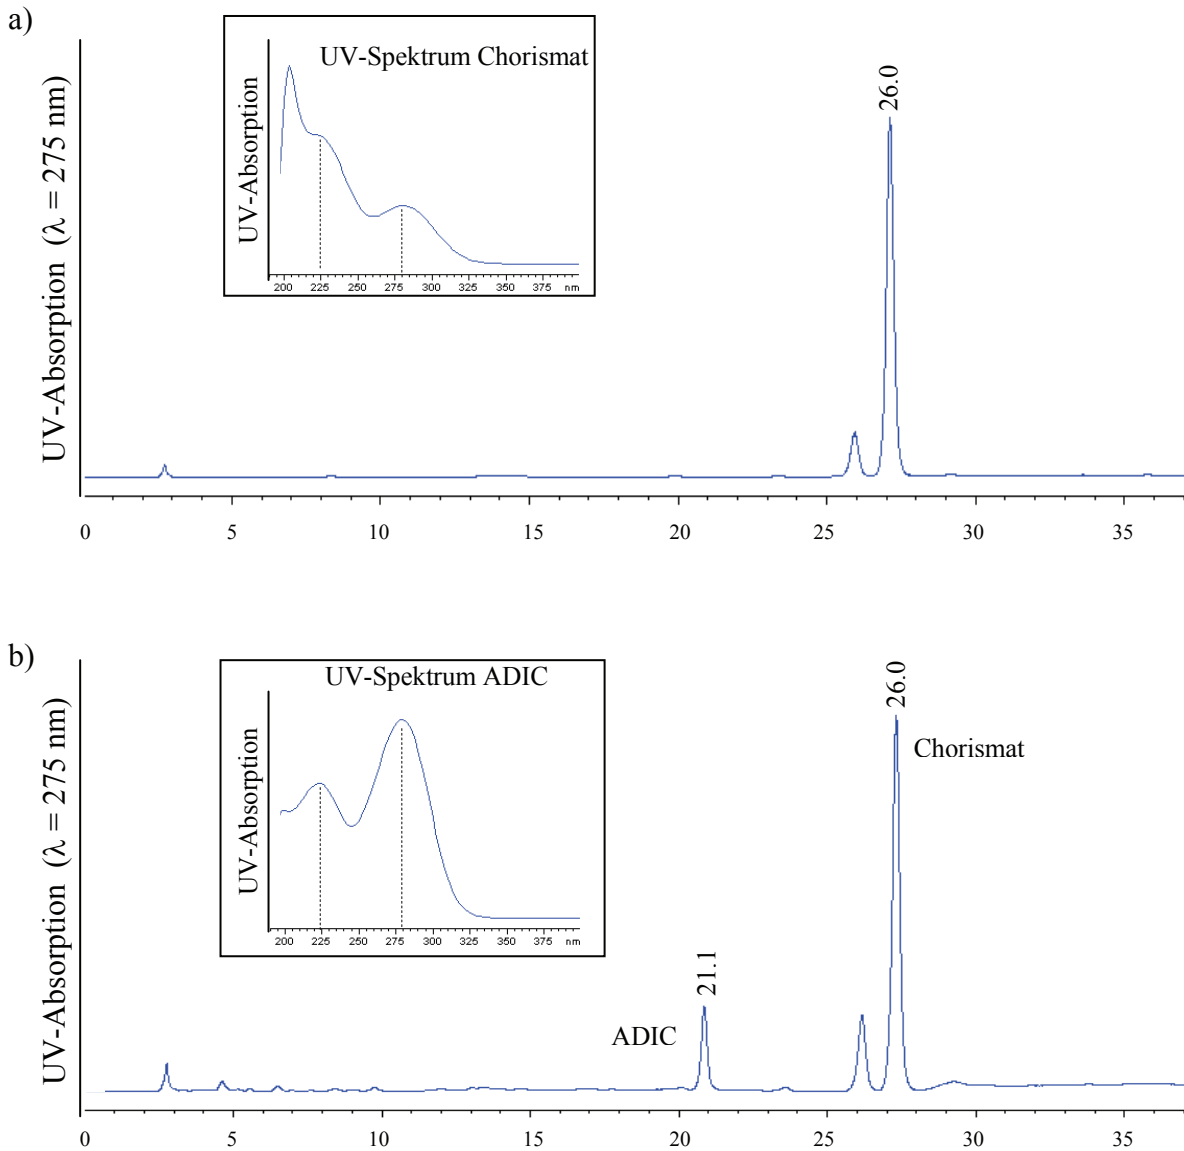 a)
UV-Spektrum Chorismat
UV-Absorption
200 225 250 275 300 325 350 375 nm
26.0
UV-Absorption (λ = 275 nm)
0 5 10 15 20 25 30 35
b)
UV-Spektrum ADIC
UV-Absorption
200 225 250 275 300 325 350 375 nm
26.0
Chorismat
21.1
ADIC
UV-Absorption (λ = 275 nm)
0 5 10 15 20 25 30 35